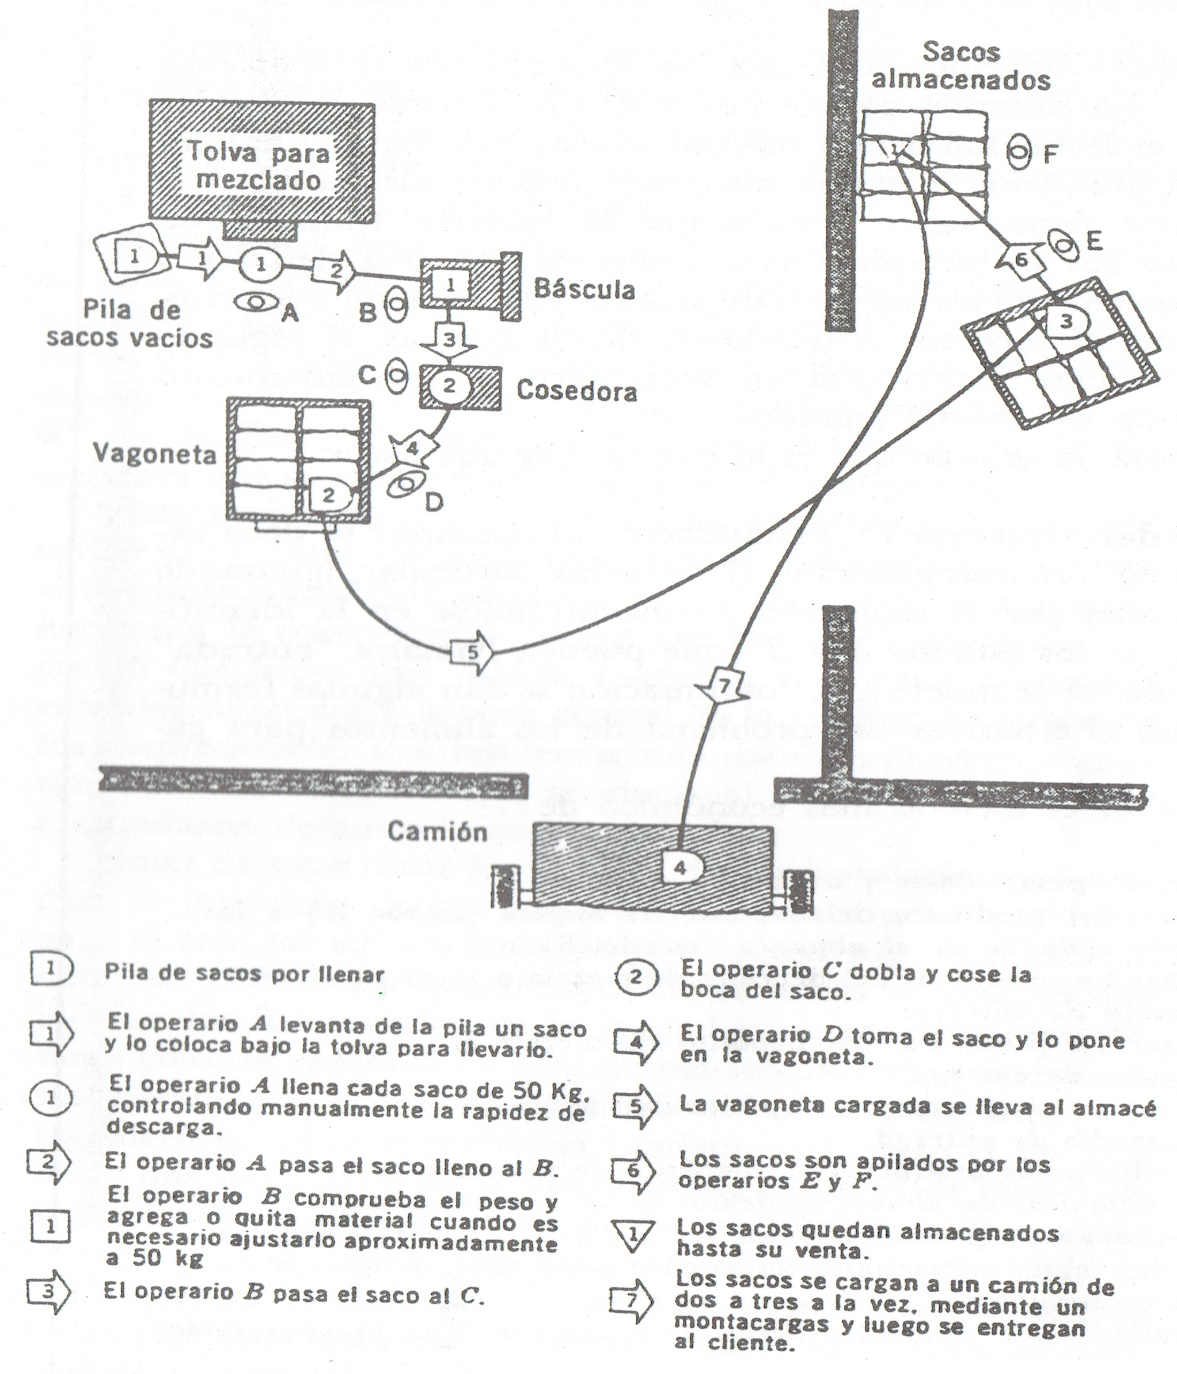 Sacos
almacenados
Tolva para
mezclado
1
F
E
1
1
1
2
1
6
Báscula
A
B
Pila de
sacos vacíos
3
3
C
2
Cosedora
Vagoneta
4
2
D
5
7
Camión
4
1 Pila de sacos por llenar
1 El operario A levanta de la pila un saco
y lo coloca bajo la tolva para llevarlo.
1 El operario A llena cada saco de 50 Kg,
controlando manualmente la rapidez de
descarga.
2 El operario A pasa el saco lleno al B.
1 El operario B comprueba el peso y
agrega o quita material cuando es
necesario ajustarlo aproximadamente
a 50 kg
3 El operario B pasa el saco al C.
2 El operario C dobla y cose la
boca del saco.
4 El operario D toma el saco y lo pone
en la vagoneta.
5 La vagoneta cargada se lleva al almacé
6 Los sacos son apilados por los
operarios E y F.
1 Los sacos quedan almacenados
hasta su venta.
7 Los sacos se cargan a un camión de
dos a tres a la vez, mediante un
montacargas y luego se entregan
al cliente.